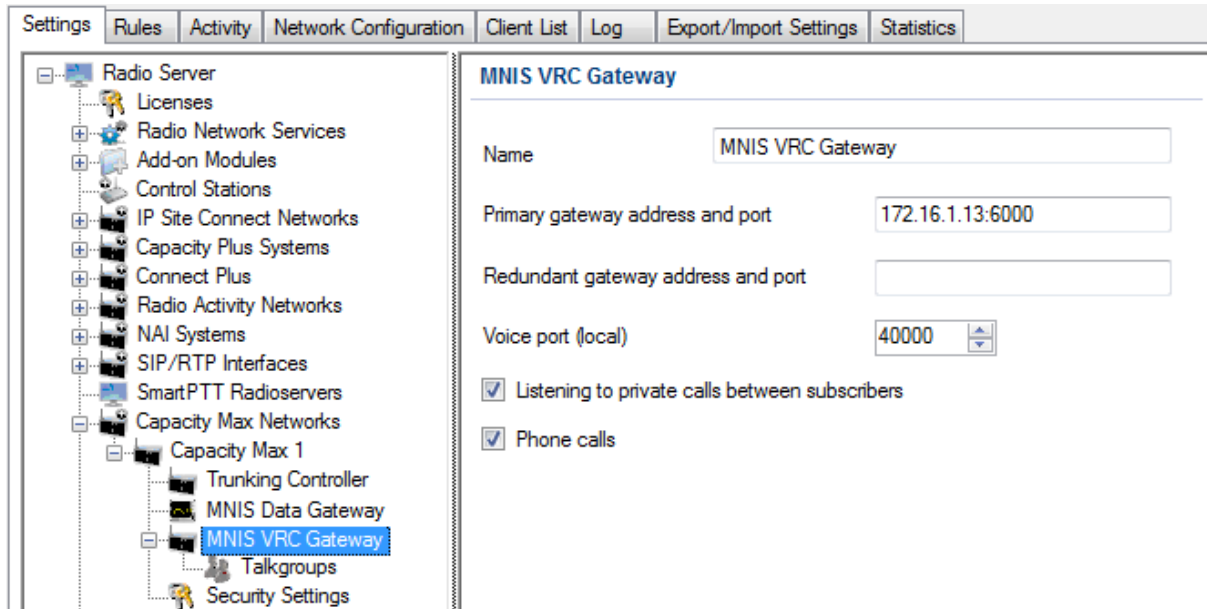 Settings Rules Activity Network Configuration Client List Log Export/Import Settings Statistics
Radio Server
Licenses
Radio Network Services
Add-on Modules
Control Stations
IP Site Connect Networks
Capacity Plus Systems
Connect Plus
Radio Activity Networks
NAI Systems
SIP/RTP Interfaces
SmartPTT Radioservers
Capacity Max Networks
Capacity Max 1
Trunking Controller
MNIS Data Gateway
MNIS VRC Gateway
Talkgroups
Security Settings
MNIS VRC Gateway
Name MNIS VRC Gateway
Primary gateway address and port 172.16.1.13:6000
Redundant gateway address and port
Voice port (local) 40000
Listening to private calls between subscribers
Phone calls